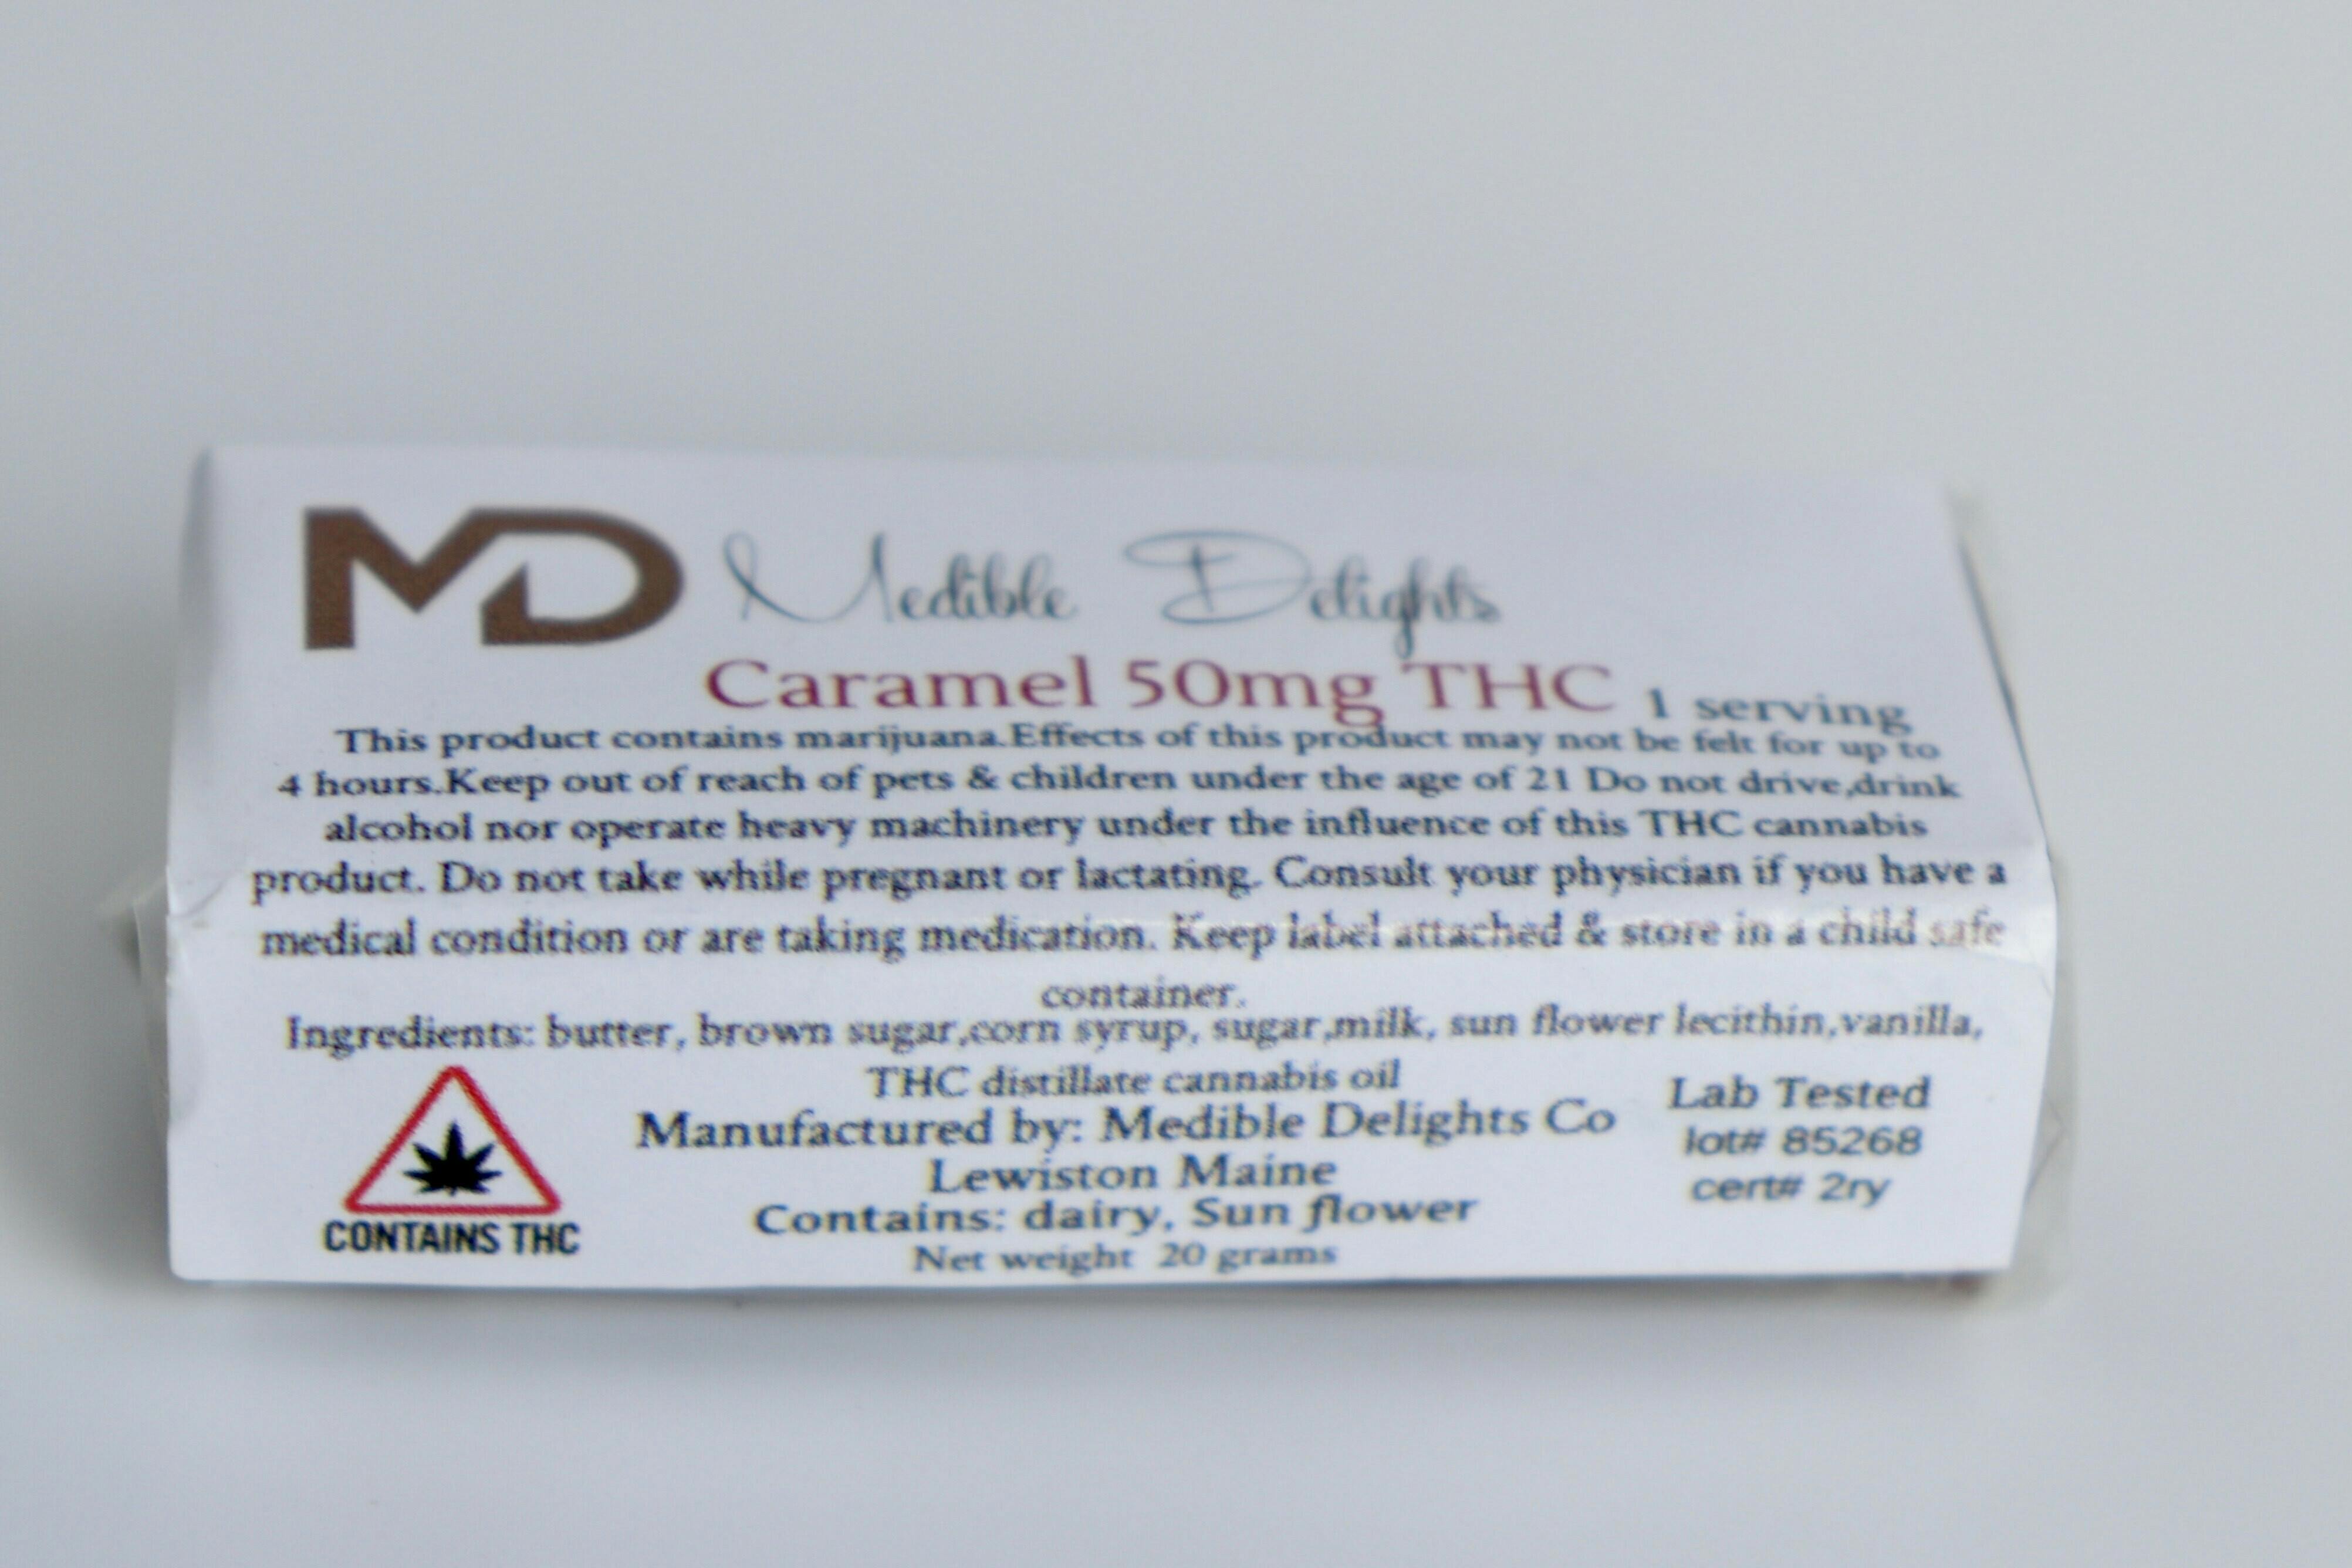 MD Medible Delights
Caramel 50mg THC 1 serving
This product contains marijuana.Effects of this product may not be felt for up to
4 hours.Keep out of reach of pets & children under the age of 21 Do not drive,drink
alcohol nor operate heavy machinery under the influence of this THC cannabis
product. Do not take while pregnant or lactating. Consult your physician if you have a
medical condition or are taking medication. Keep label attached & store in a child safe
container.
Ingredients: butter, brown sugar,corn syrup, sugar,milk, sun flower lecithin,vanilla,
THC distillate cannabis oil
Manufactured by: Medible Delights Co
Lewiston Maine
Contains: dairy, Sun flower
Net weight 20 grams
CONTAINS THC
Lab Tested
lot# 85268
cert# 2ry